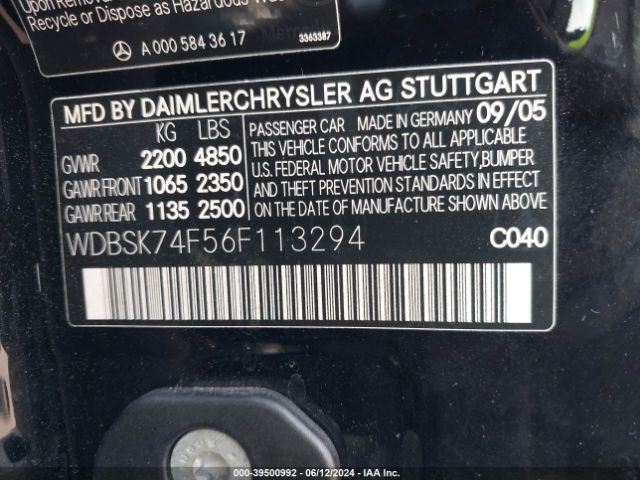 Upon Removal
Recycle or Dispose as Hazardous
A 000 584 36 17
3363387
MFD BY DAIMLERCHRYSLER AG STUTTGART
KG LBS
GVWR 2200 4850
GAWR FRONT 1065 2350
GAWR REAR 1135 2500
PASSENGER CAR MADE IN GERMANY 09/05
THIS VEHICLE CONFORMS TO ALL APPLICABLE
U.S. FEDERAL MOTOR VEHICLE SAFETY,BUMPER
AND THEFT PREVENTION STANDARDS IN EFFECT
ON THE DATE OF MANUFACTURE SHOWN ABOVE
WDBSK74F56F113294 C040
000-39500992 - 06/12/2024 - IAA Inc.